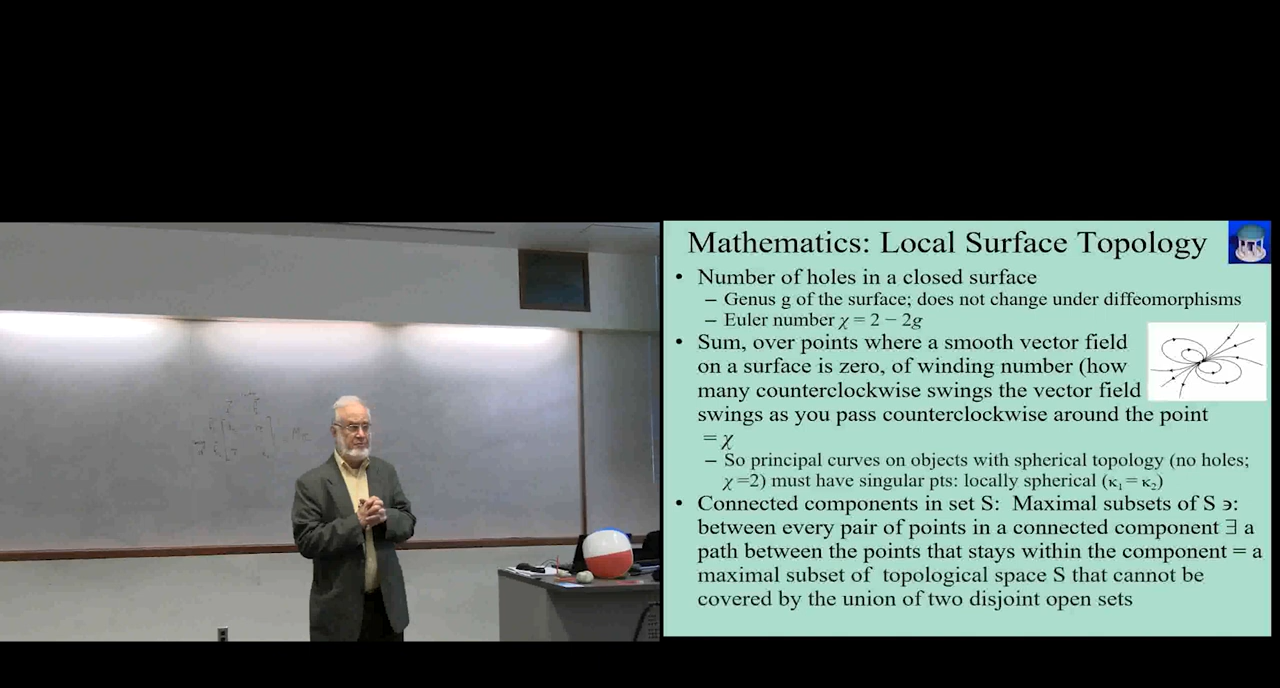 Mathematics: Local Surface Topology
• Number of holes in a closed surface
– Genus g of the surface; does not change under diffeomorphisms
– Euler number χ = 2 − 2g
• Sum, over points where a smooth vector field
on a surface is zero, of winding number (how
many counterclockwise swings the vector field
swings as you pass counterclockwise around the point
= χ
– So principal curves on objects with spherical topology (no holes;
χ =2) must have singular pts: locally spherical (κ₁ = κ₂)
• Connected components in set S: Maximal subsets of S ϶:
between every pair of points in a connected component ∃ a
path between the points that stays within the component = a
maximal subset of topological space S that cannot be
covered by the union of two disjoint open sets